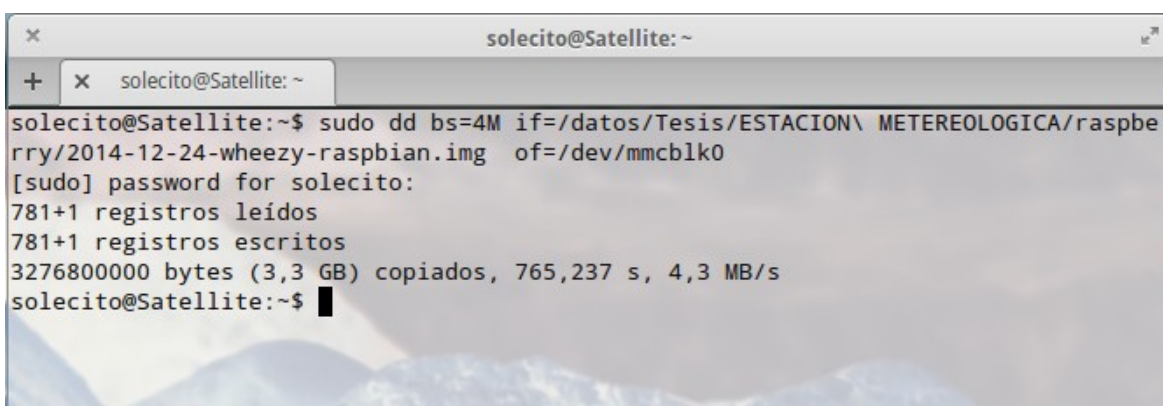 solecito@Satellite: ~
solecito@Satellite: ~
solecito@Satellite:~$ sudo dd bs=4M if=/datos/Tesis/ESTACION\ METEREOLOGICA/raspbe
rry/2014-12-24-wheezy-raspbian.img  of=/dev/mmcblk0
[sudo] password for solecito:
781+1 registros leídos
781+1 registros escritos
3276800000 bytes (3,3 GB) copiados, 765,237 s, 4,3 MB/s
solecito@Satellite:~$